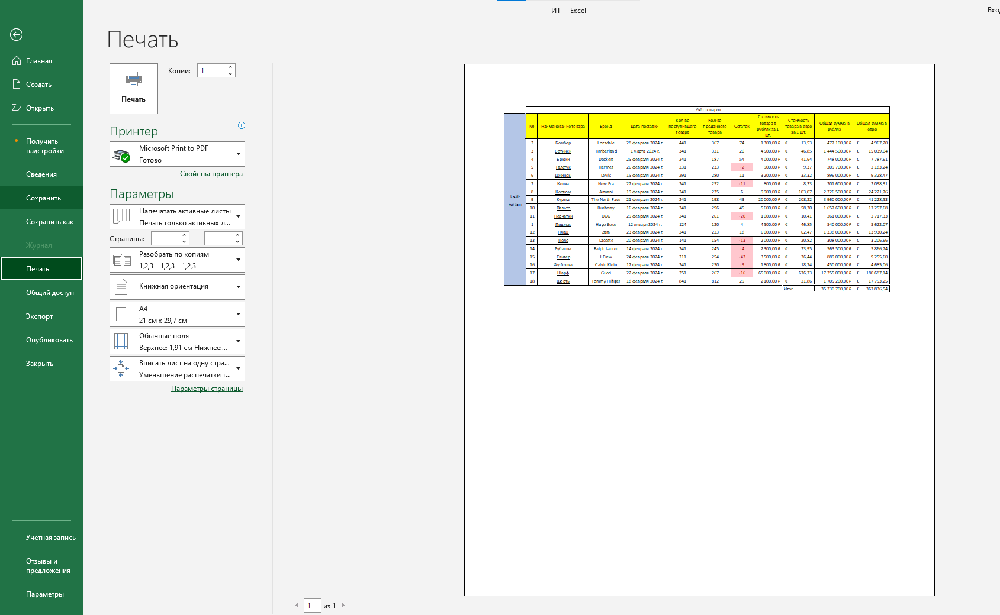 ИТ - Excel
Вхо
Печать
Главная
Создать
Открыть
Получить
надстройки
Сведения
Сохранить
Сохранить как
Журнал
Печать
Общий доступ
Экспорт
Опубликовать
Закрыть
Учетная запись
Отзывы и
предложения
Параметры
Печать
Копии: 1
Принтер
Microsoft Print to PDF
Готово
Свойства принтера
Параметры
Напечатать активные листы
Печать только активных л...
Страницы: -
Разобрать по копиям
1,2,3 1,2,3 1,2,3
Книжная ориентация
A4
21 см x 29,7 см
Обычные поля
Верхнее: 1,91 см Нижнее:...
Вписать лист на одну стра...
Уменьшение распечатки т...
Параметры страницы
Учёт товаров
№ Наименование товара Бренд Дата поставки Кол во поступившего товара Кол во проданного товара Остаток Стоимость товара в рублях за 1 шт. Стоимость товара в евро за 1 шт. Общая сумма в рублях Общая сумма в евро
Excel-
магазин
2 Бомбер Lonsdale 28 февраля 2024 г. 441 367 74 1 300,00 ₽ € 13,53 477 100,00 ₽ € 4 967,20
3 Ботинки Timberland 1 марта 2024 г. 341 321 20 4 500,00 ₽ € 46,85 1 444 500,00 ₽ € 15 039,04
4 Брюки Dockers 25 февраля 2024 г. 241 187 54 4 000,00 ₽ € 41,64 748 000,00 ₽ € 7 787,61
5 Галстук Hermes 26 февраля 2024 г. 231 233 -2 900,00 ₽ € 9,37 209 700,00 ₽ € 2 183,24
6 Джинсы Levi's 15 февраля 2024 г. 291 280 11 3 200,00 ₽ € 33,32 896 000,00 ₽ € 9 328,47
7 Кепка New Era 27 февраля 2024 г. 241 252 -11 800,00 ₽ € 8,33 201 600,00 ₽ € 2 098,91
8 Костюм Armani 19 февраля 2024 г. 241 235 6 9 900,00 ₽ € 103,07 2 326 500,00 ₽ € 24 221,76
9 Куртка The North Face 21 февраля 2024 г. 241 198 43 20 000,00 ₽ € 208,22 3 960 000,00 ₽ € 41 228,53
10 Пальто Burberry 16 февраля 2024 г. 341 296 45 5 600,00 ₽ € 58,30 1 657 600,00 ₽ € 17 257,68
11 Перчатки UGG 29 февраля 2024 г. 241 261 -20 1 000,00 ₽ € 10,41 261 000,00 ₽ € 2 717,33
1 Пиджак Hugo Boos 12 января 2024 г. 124 120 4 4 500,00 ₽ € 46,85 540 000,00 ₽ € 5 622,07
12 Плащ Zara 23 февраля 2024 г. 241 223 18 6 000,00 ₽ € 62,47 1 338 000,00 ₽ € 13 930,24
13 Поло Lacoste 20 февраля 2024 г. 141 154 -13 2 000,00 ₽ € 20,82 308 000,00 ₽ € 3 206,66
14 Рубашка Ralph Lauren 14 февраля 2024 г. 241 245 -4 2 300,00 ₽ € 23,95 563 500,00 ₽ € 5 866,74
15 Свитер J.Crew 24 февраля 2024 г. 211 254 -43 3 500,00 ₽ € 36,44 889 000,00 ₽ € 9 255,60
16 Футболка Calvin Klein 17 февраля 2024 г. 241 250 -9 1 800,00 ₽ € 18,74 450 000,00 ₽ € 4 685,06
17 Шарф Gucci 22 февраля 2024 г. 251 267 -16 65 000,00 ₽ € 676,73 17 355 000,00 ₽ € 180 687,14
18 Шорты Tommy Hilfiger 18 февраля 2024 г. 841 812 29 2 100,00 ₽ € 21,86 1 705 200,00 ₽ € 17 753,25
Итог 35 330 700,00 ₽ € 367 836,54
1 из 1